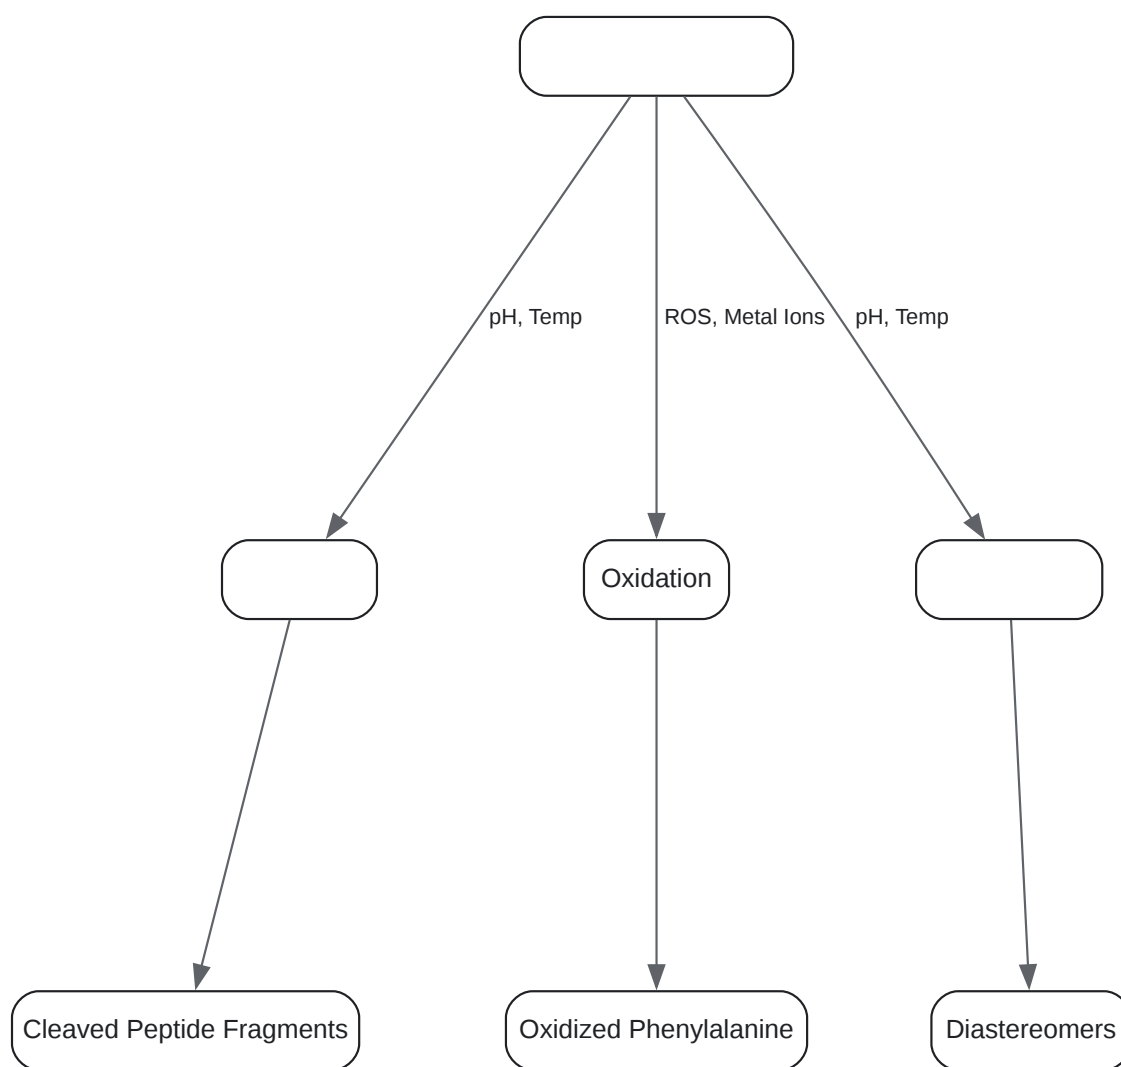 pH, Temp
ROS, Metal Ions
pH, Temp
Oxidation
Cleaved Peptide Fragments
Oxidized Phenylalanine
Diastereomers